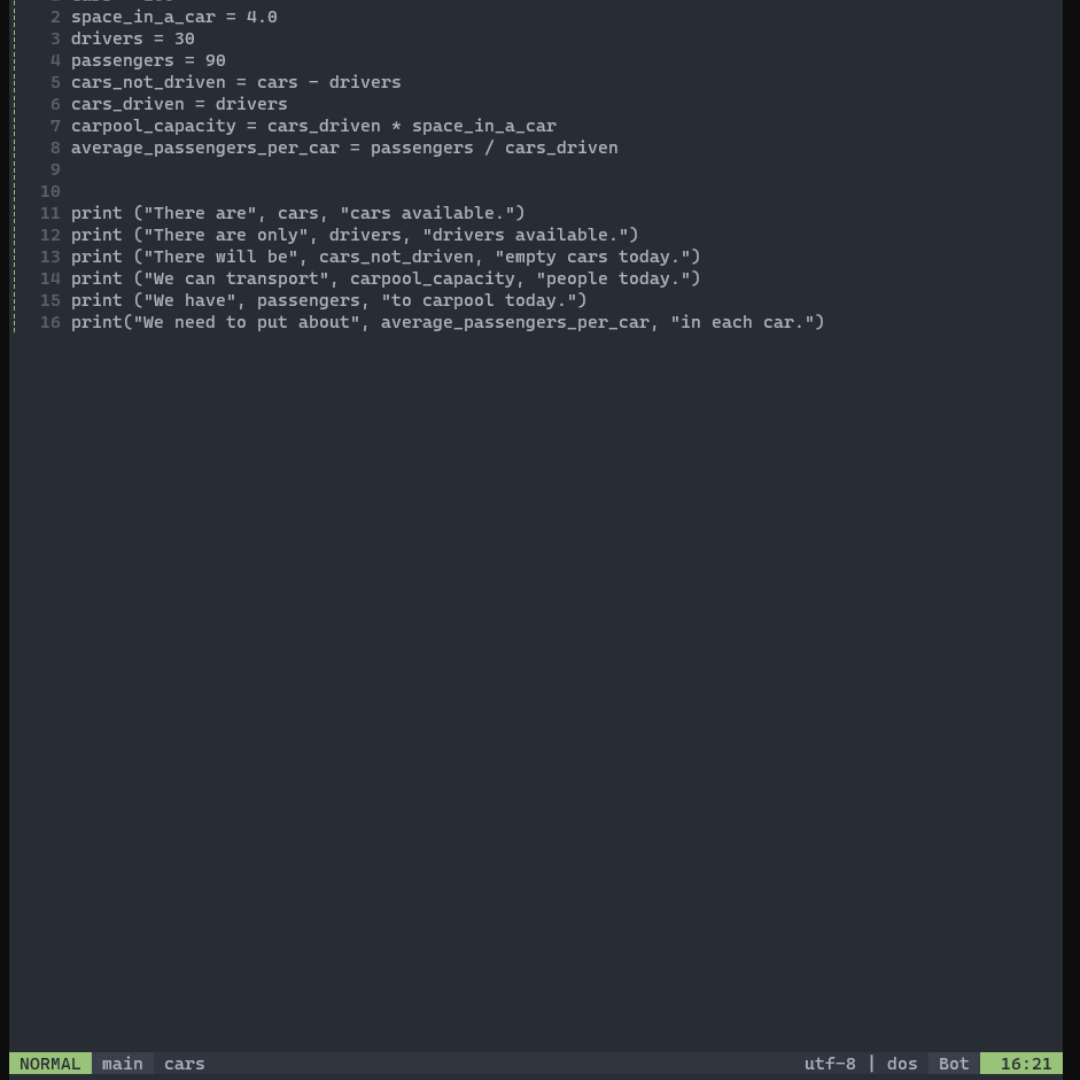 2 space_in_a_car = 4.0
3 drivers = 30
4 passengers = 90
5 cars_not_driven = cars - drivers
6 cars_driven = drivers
7 carpool_capacity = cars_driven * space_in_a_car
8 average_passengers_per_car = passengers / cars_driven
9
10
11 print ("There are", cars, "cars available.")
12 print ("There are only", drivers, "drivers available.")
13 print ("There will be", cars_not_driven, "empty cars today.")
14 print ("We can transport", carpool_capacity, "people today.")
15 print ("We have", passengers, "to carpool today.")
16 print("We need to put about", average_passengers_per_car, "in each car.")
NORMAL main cars utf-8 | dos Bot 16:21